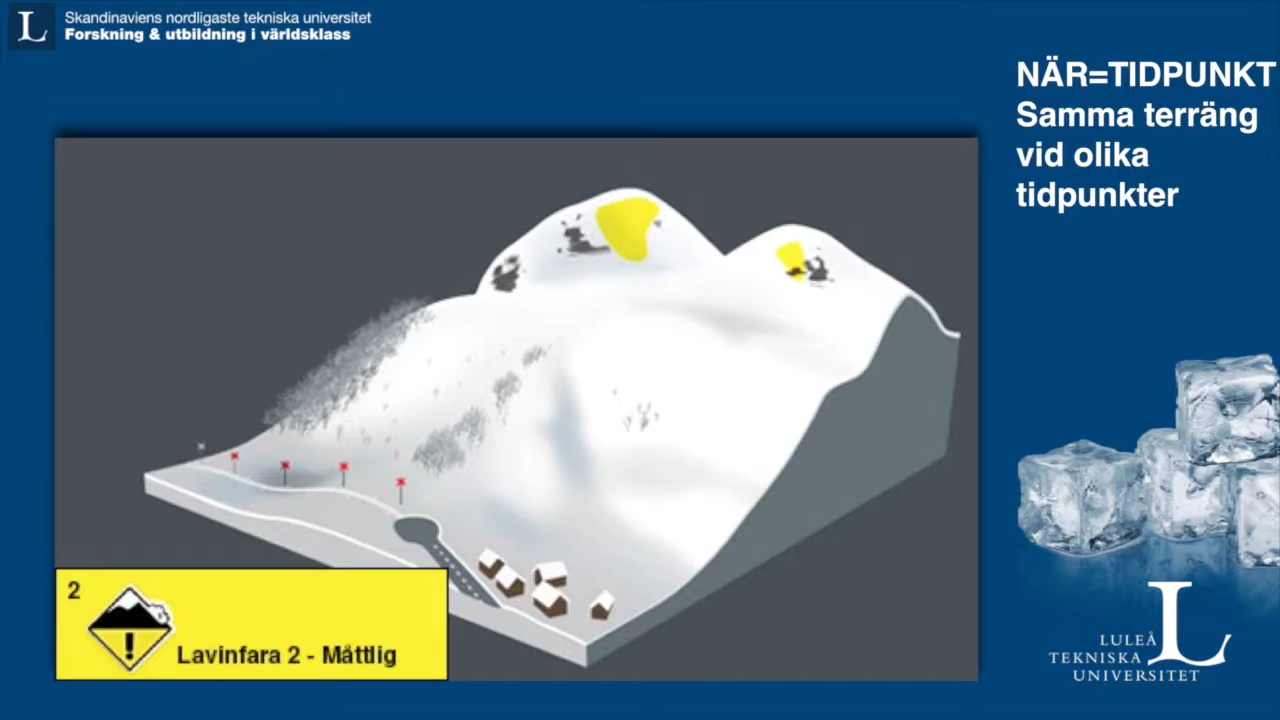 L
Skandinaviens nordligaste tekniska universitet
Forskning & utbildning i världsklass
NÄR=TIDPUNKT
Samma terräng
vid olika
tidpunkter
2
!
Lavinfara 2 - Måttlig
L
LULEÅ
TEKNISKA
UNIVERSITET